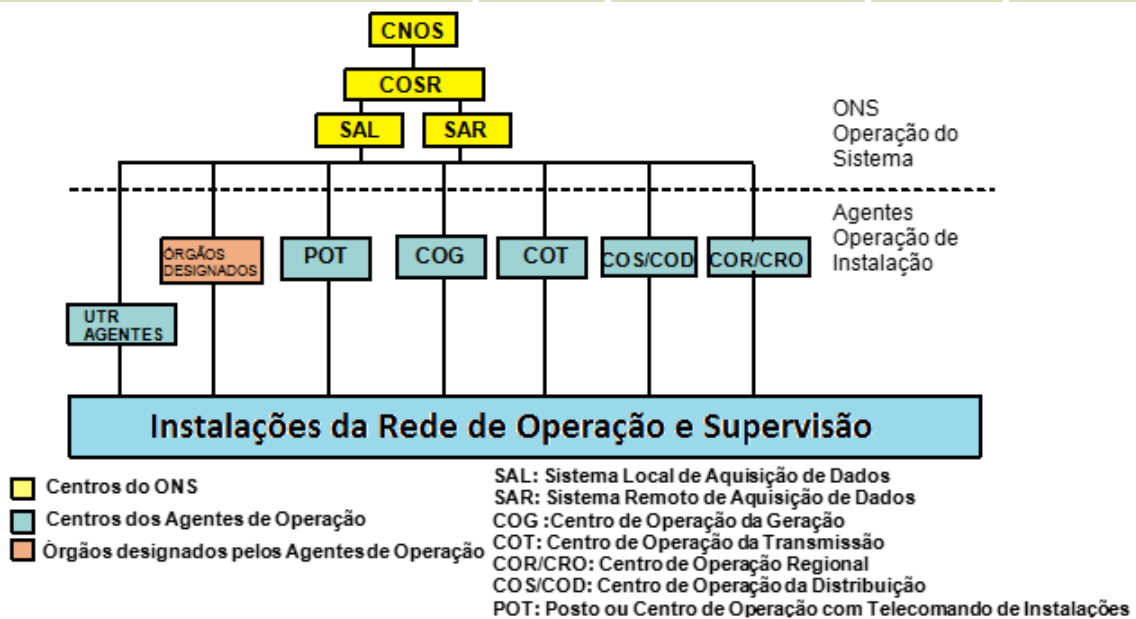 CNOS
COSR
SAL
SAR
ONS
Operação do
Sistema
Agentes
Operação de
Instalação
ÓRGÃOS
DESIGNADOS
POT
COG
COT
COS/COD
COR/CRO
UTR
AGENTES
Instalações da Rede de Operação e Supervisão
Centros do ONS
Centros dos Agentes de Operação
Órgãos designados pelos Agentes de Operação
SAL: Sistema Local de Aquisição de Dados
SAR: Sistema Remoto de Aquisição de Dados
COG :Centro de Operação da Geração
COT: Centro de Operação da Transmissão
COR/CRO: Centro de Operação Regional
COS/COD: Centro de Operação da Distribuição
POT: Posto ou Centro de Operação com Telecomando de Instalações